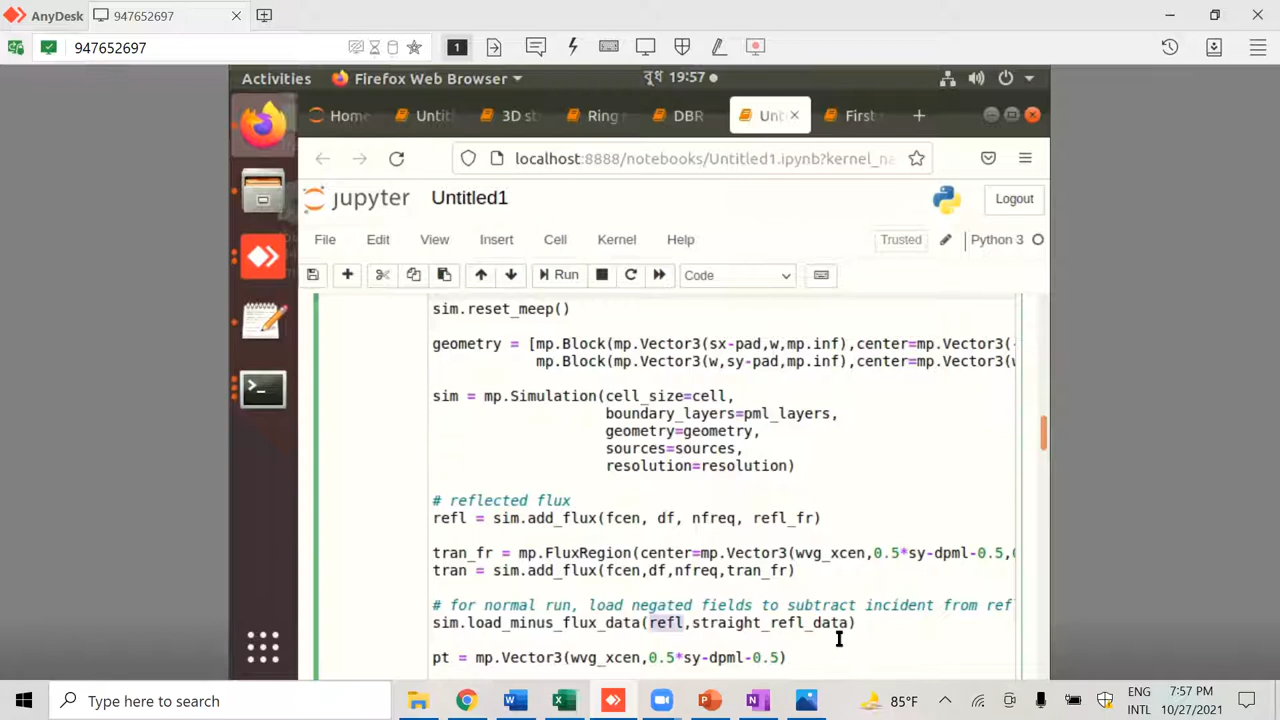 AnyDesk
947652697
947652697
1
Activities
Firefox Web Browser
বুধ 19:57
Home
Untit
3D st
Ring
DBR
Unt
First
localhost:8888/notebooks/Untitled1.ipynb?kernel_na
jupyter
Untitled1
Logout
File
Edit
View
Insert
Cell
Kernel
Help
Trusted
Python 3
Run
Code
sim.reset_meep()
geometry = [mp.Block(mp.Vector3(sx-pad,w,mp.inf),center=mp.Vector3(-
mp.Block(mp.Vector3(w,sy-pad,mp.inf),center=mp.Vector3(w
sim = mp.Simulation(cell_size=cell,
boundary_layers=pml_layers,
geometry=geometry,
sources=sources,
resolution=resolution)
# reflected flux
refl = sim.add_flux(fcen, df, nfreq, refl_fr)
tran_fr = mp.FluxRegion(center=mp.Vector3(wvg_xcen,0.5*sy-dpml-0.5,0
tran = sim.add_flux(fcen,df,nfreq,tran_fr)
# for normal run, load negated fields to subtract incident from ref
sim.load_minus_flux_data(refl,straight_refl_data)
pt = mp.Vector3(wvg_xcen,0.5*sy-dpml-0.5)
Type here to search
85°F
ENG
INTL
7:57 PM
10/27/2021